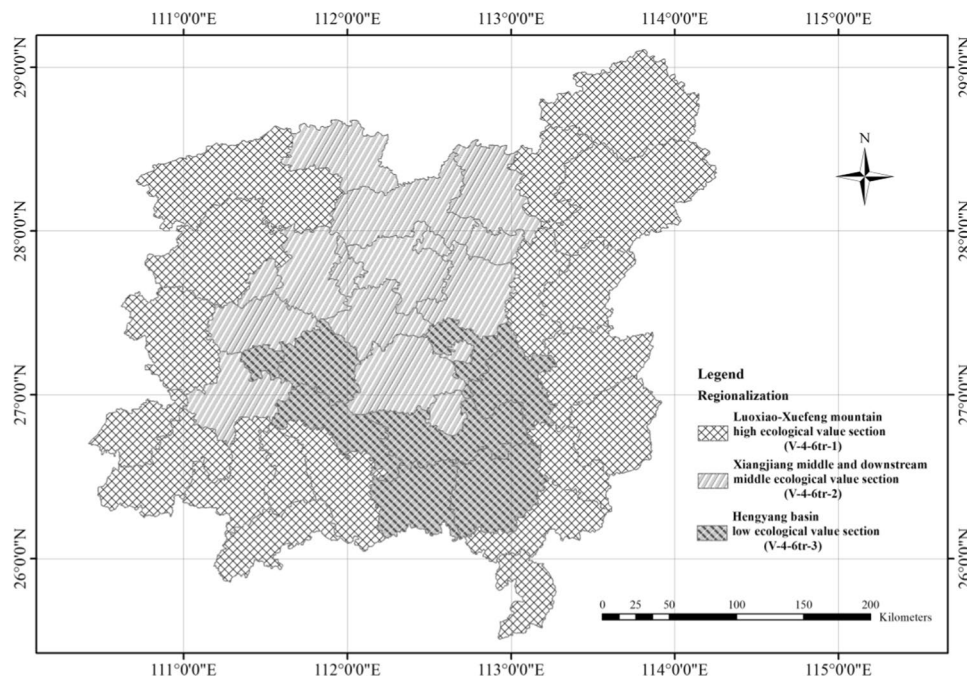 111°0'0"E 112°0'0"E 113°0'0"E 114°0'0"E 115°0'0"E
29°0'0"N 29°0'0"N
28°0'0"N 28°0'0"N
27°0'0"N 27°0'0"N
26°0'0"N 26°0'0"N
N
Legend
Regionalization
Luoxiao-Xuefeng mountain
high ecological value section
(V-4-6tr-1)
Xiangjiang middle and downstream
middle ecological value section
(V-4-6tr-2)
Hengyang basin
low ecological value section
(V-4-6tr-3)
0 25 50 100 150 200
Kilometers
111°0'0"E 112°0'0"E 113°0'0"E 114°0'0"E 115°0'0"E